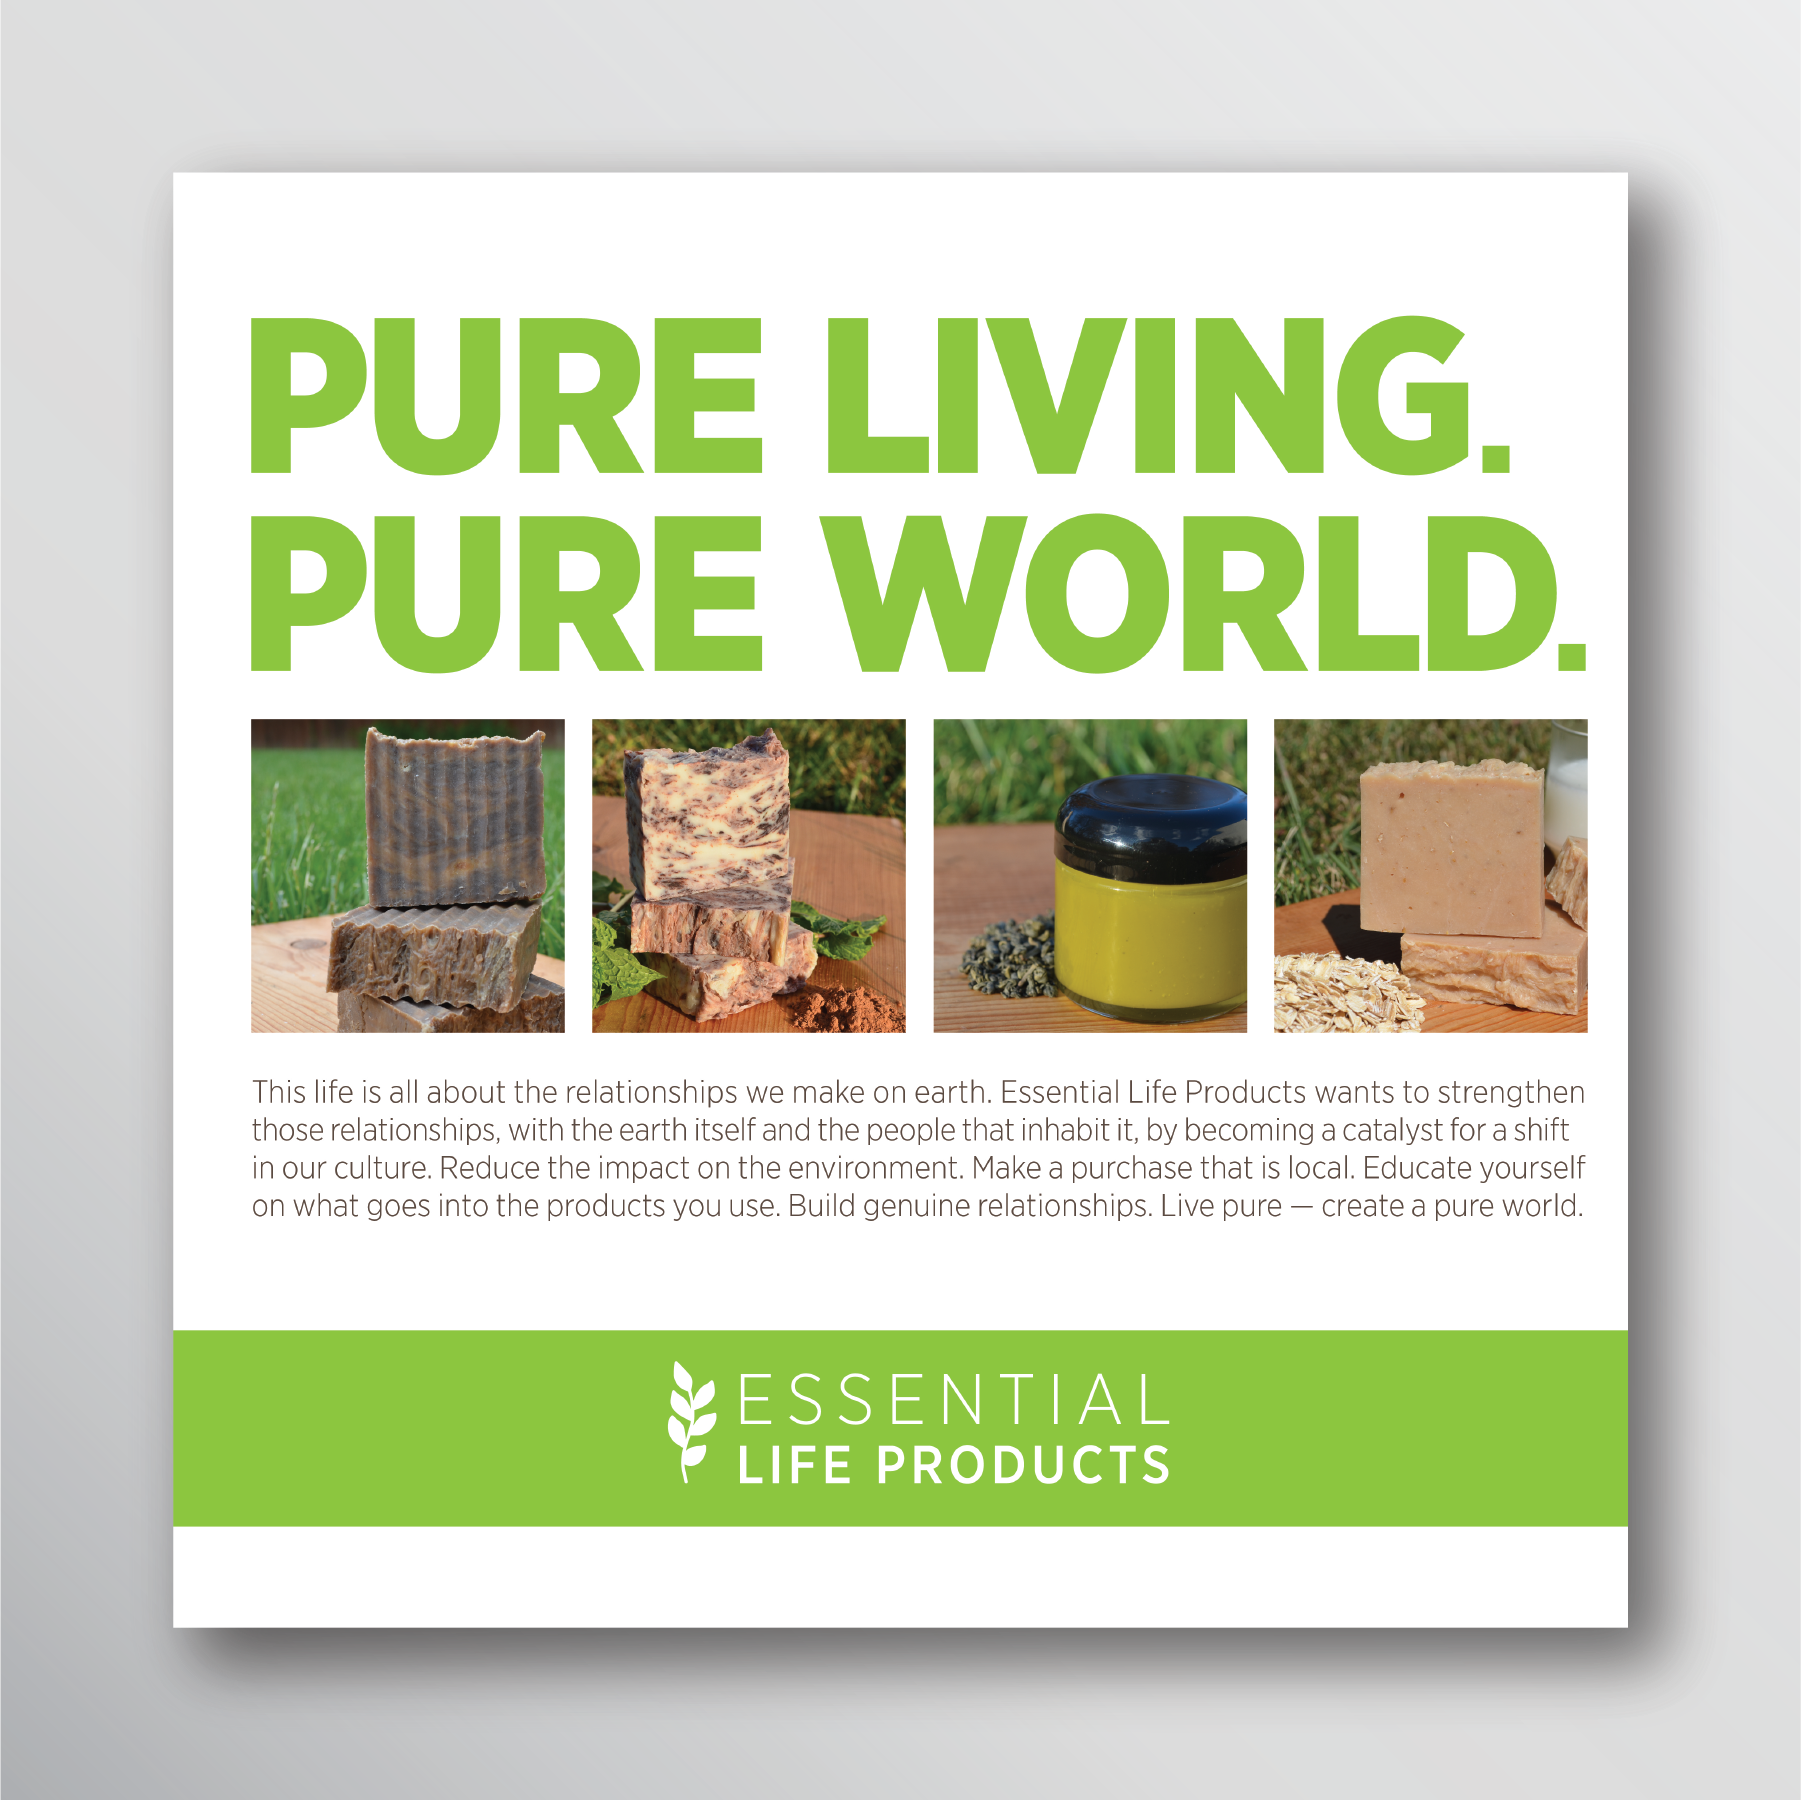 PURE LIVING.
PURE WORLD.
This life is all about the relationships we make on earth. Essential Life Products wants to strengthen
those relationships, with the earth itself and the people that inhabit it, by becoming a catalyst for a shift
in our culture. Reduce the impact on the environment. Make a purchase that is local. Educate yourself
on what goes into the products you use. Build genuine relationships. Live pure — create a pure world.
ESSENTIAL
LIFE PRODUCTS